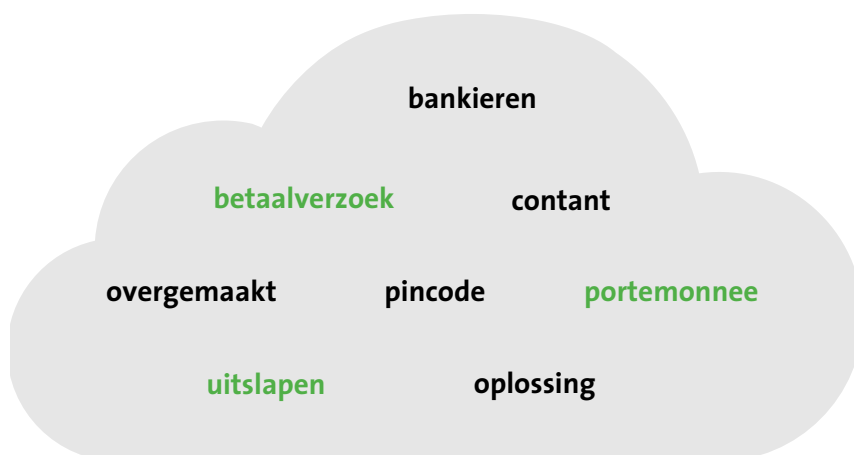 bankieren
betaalverzoek contant
overgemaakt pincode portemonnee
uitslapen oplossing